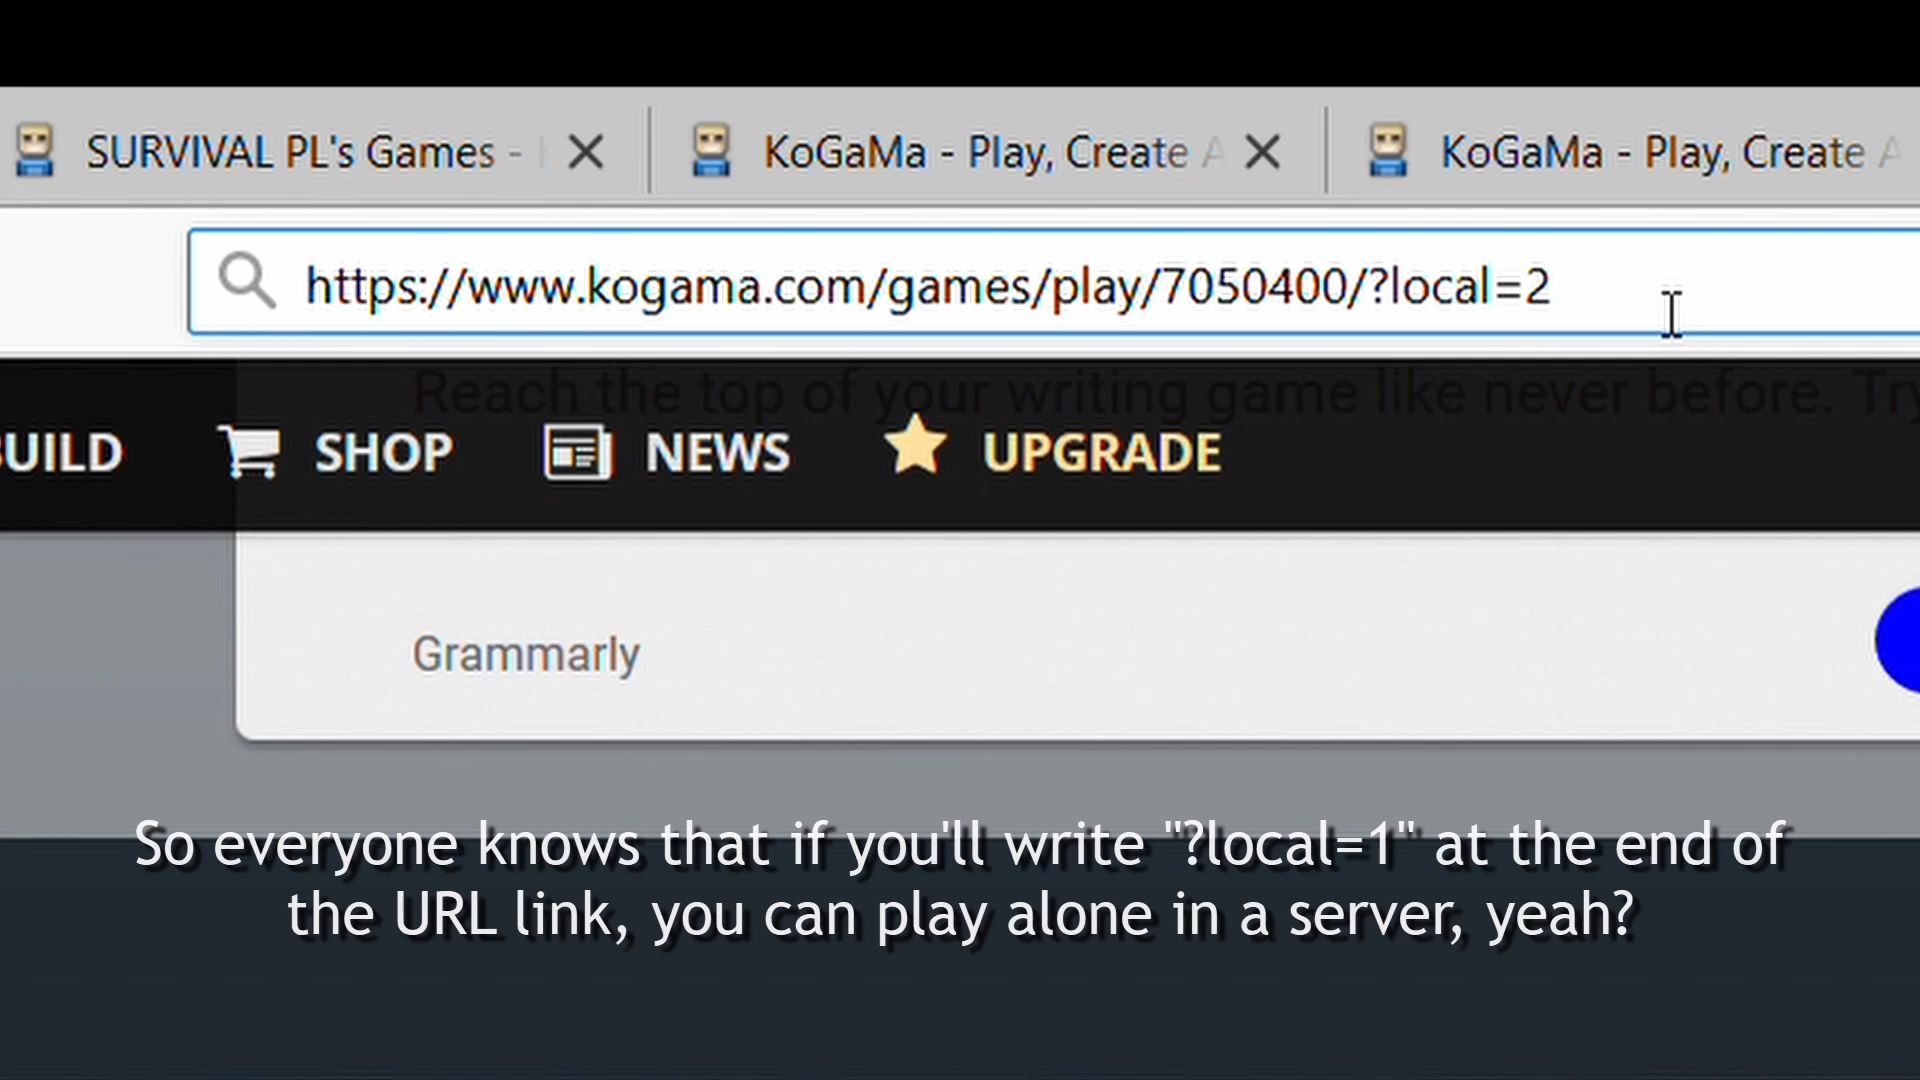 SURVIVAL PL's Games -
KoGaMa - Play, Create A
KoGaMa - Play, Create A
https://www.kogama.com/games/play/7050400/?local=2
Reach the top of your writing game like never before. Try
BUILD
SHOP
NEWS
UPGRADE
Grammarly
So everyone knows that if you'll write "?local=1" at the end of
the URL link, you can play alone in a server, yeah?